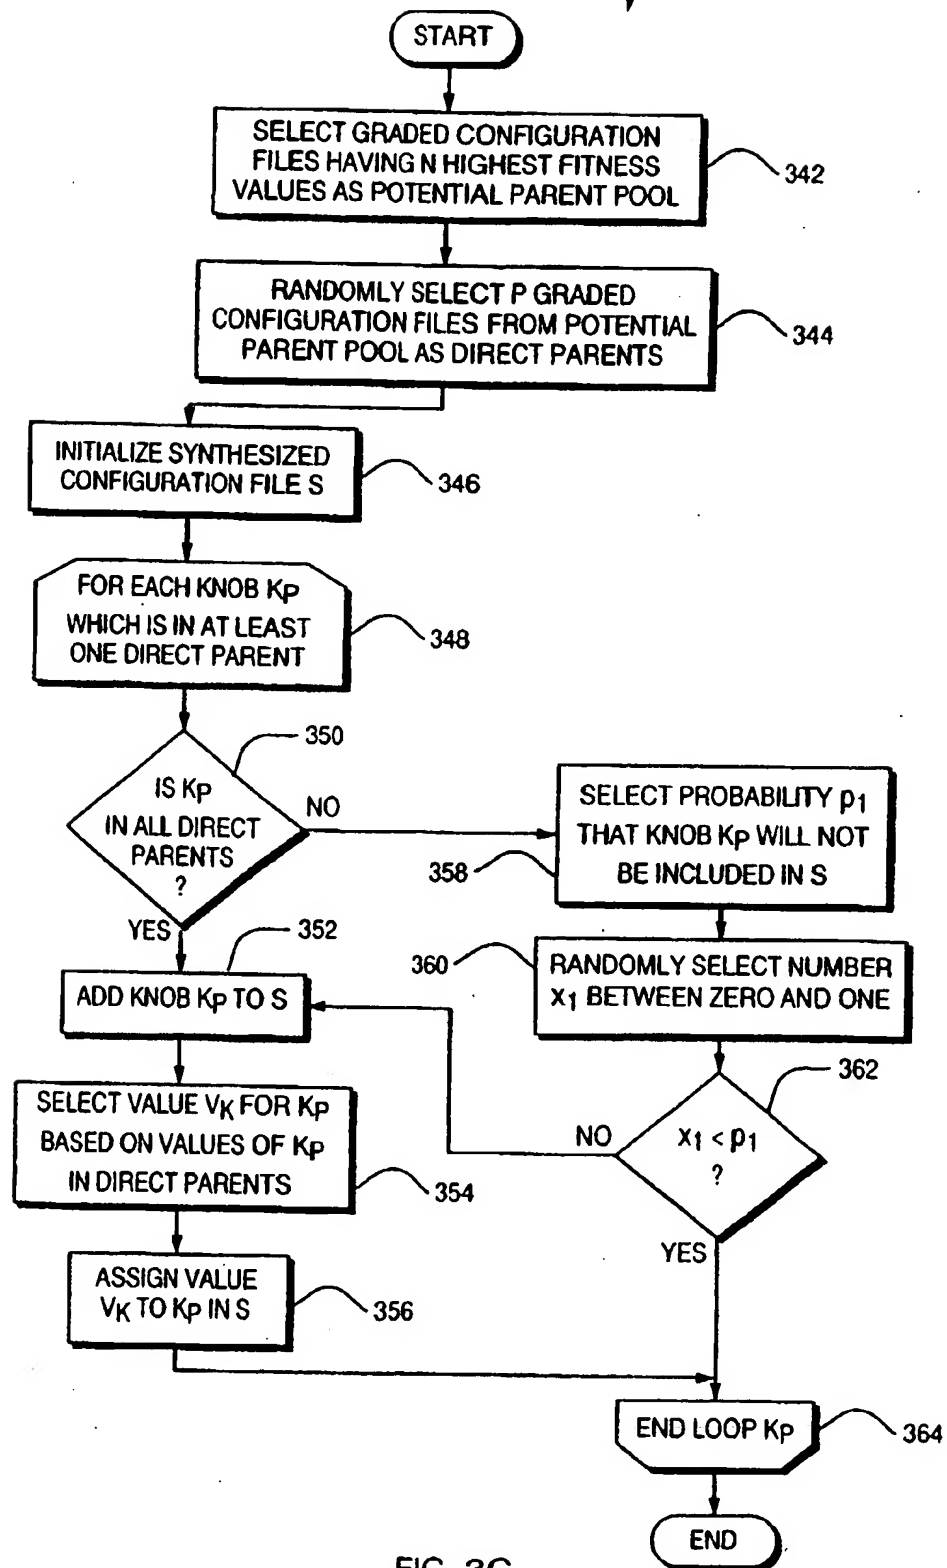 START
SELECT GRADED CONFIGURATION
FILES HAVING N HIGHEST FITNESS
VALUES AS POTENTIAL PARENT POOL
342
RANDOMLY SELECT P GRADED
CONFIGURATION FILES FROM POTENTIAL
PARENT POOL AS DIRECT PARENTS
344
INITIALIZE SYNTHESIZED
CONFIGURATION FILE S
346
FOR EACH KNOB KP
WHICH IS IN AT LEAST
ONE DIRECT PARENT
348
350
IS KP
IN ALL DIRECT
PARENTS
?
NO
YES
SELECT PROBABILITY p1
THAT KNOB KP WILL NOT
BE INCLUDED IN S
358
352
ADD KNOB KP TO S
360
RANDOMLY SELECT NUMBER
x1 BETWEEN ZERO AND ONE
362
x1 < p1
?
NO
YES
SELECT VALUE VK FOR KP
BASED ON VALUES OF KP
IN DIRECT PARENTS
354
ASSIGN VALUE
VK TO KP IN S
356
END LOOP KP
364
END
FIG. 3C